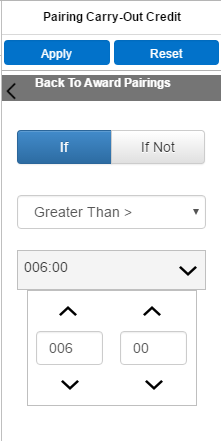 Pairing Carry-Out Credit
Apply Reset
Back To Award Pairings
If If Not
Greater Than >
006:00
006 00